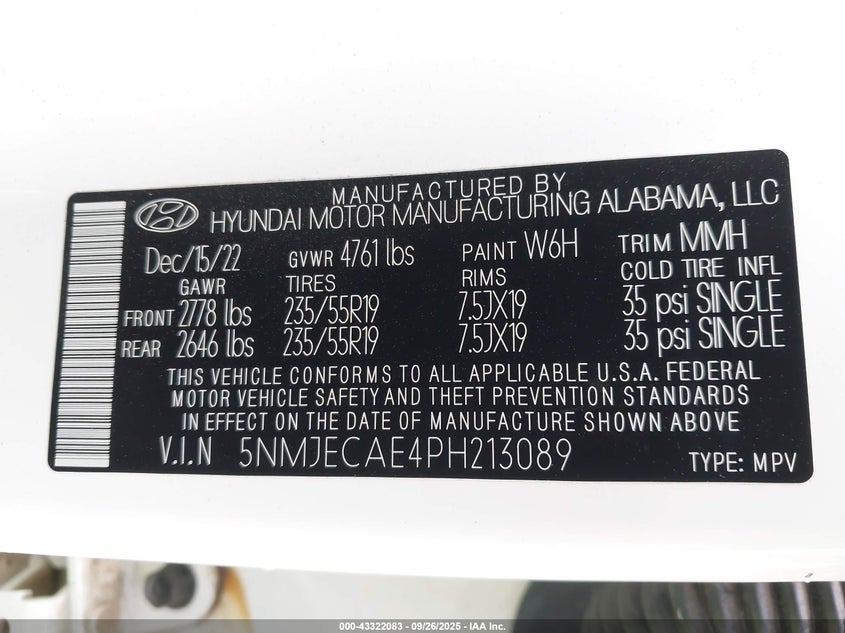 MANUFACTURED BY
HYUNDAI MOTOR MANUFACTURING ALABAMA, LLC
Dec/15/22 GVWR 4761 lbs PAINT W6H TRIM MMH
GAWR TIRES RIMS COLD TIRE INFL
FRONT 2778 lbs 235/55R19 7.5JX19 35 psi SINGLE
REAR 2646 lbs 235/55R19 7.5JX19 35 psi SINGLE
THIS VEHICLE CONFORMS TO ALL APPLICABLE U.S.A. FEDERAL
MOTOR VEHICLE SAFETY AND THEFT PREVENTION STANDARDS
IN EFFECT ON THE DATE OF MANUFACTURE SHOWN ABOVE
V.I.N 5NMJECAE4PH213089 TYPE: MPV
000-43322083 - 09/26/2025 - IAA Inc.